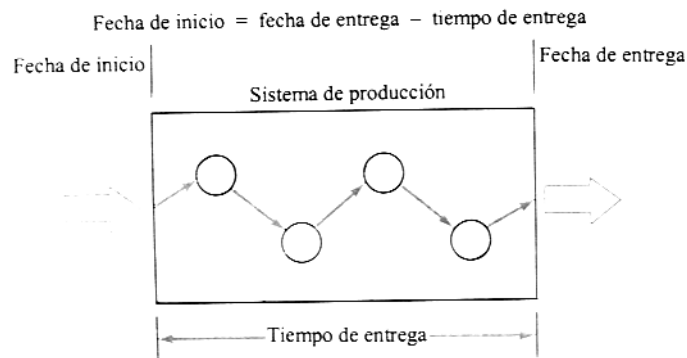 Fecha de inicio = fecha de entrega – tiempo de entrega
Fecha de inicio
Fecha de entrega
Sistema de producción
Tiempo de entrega